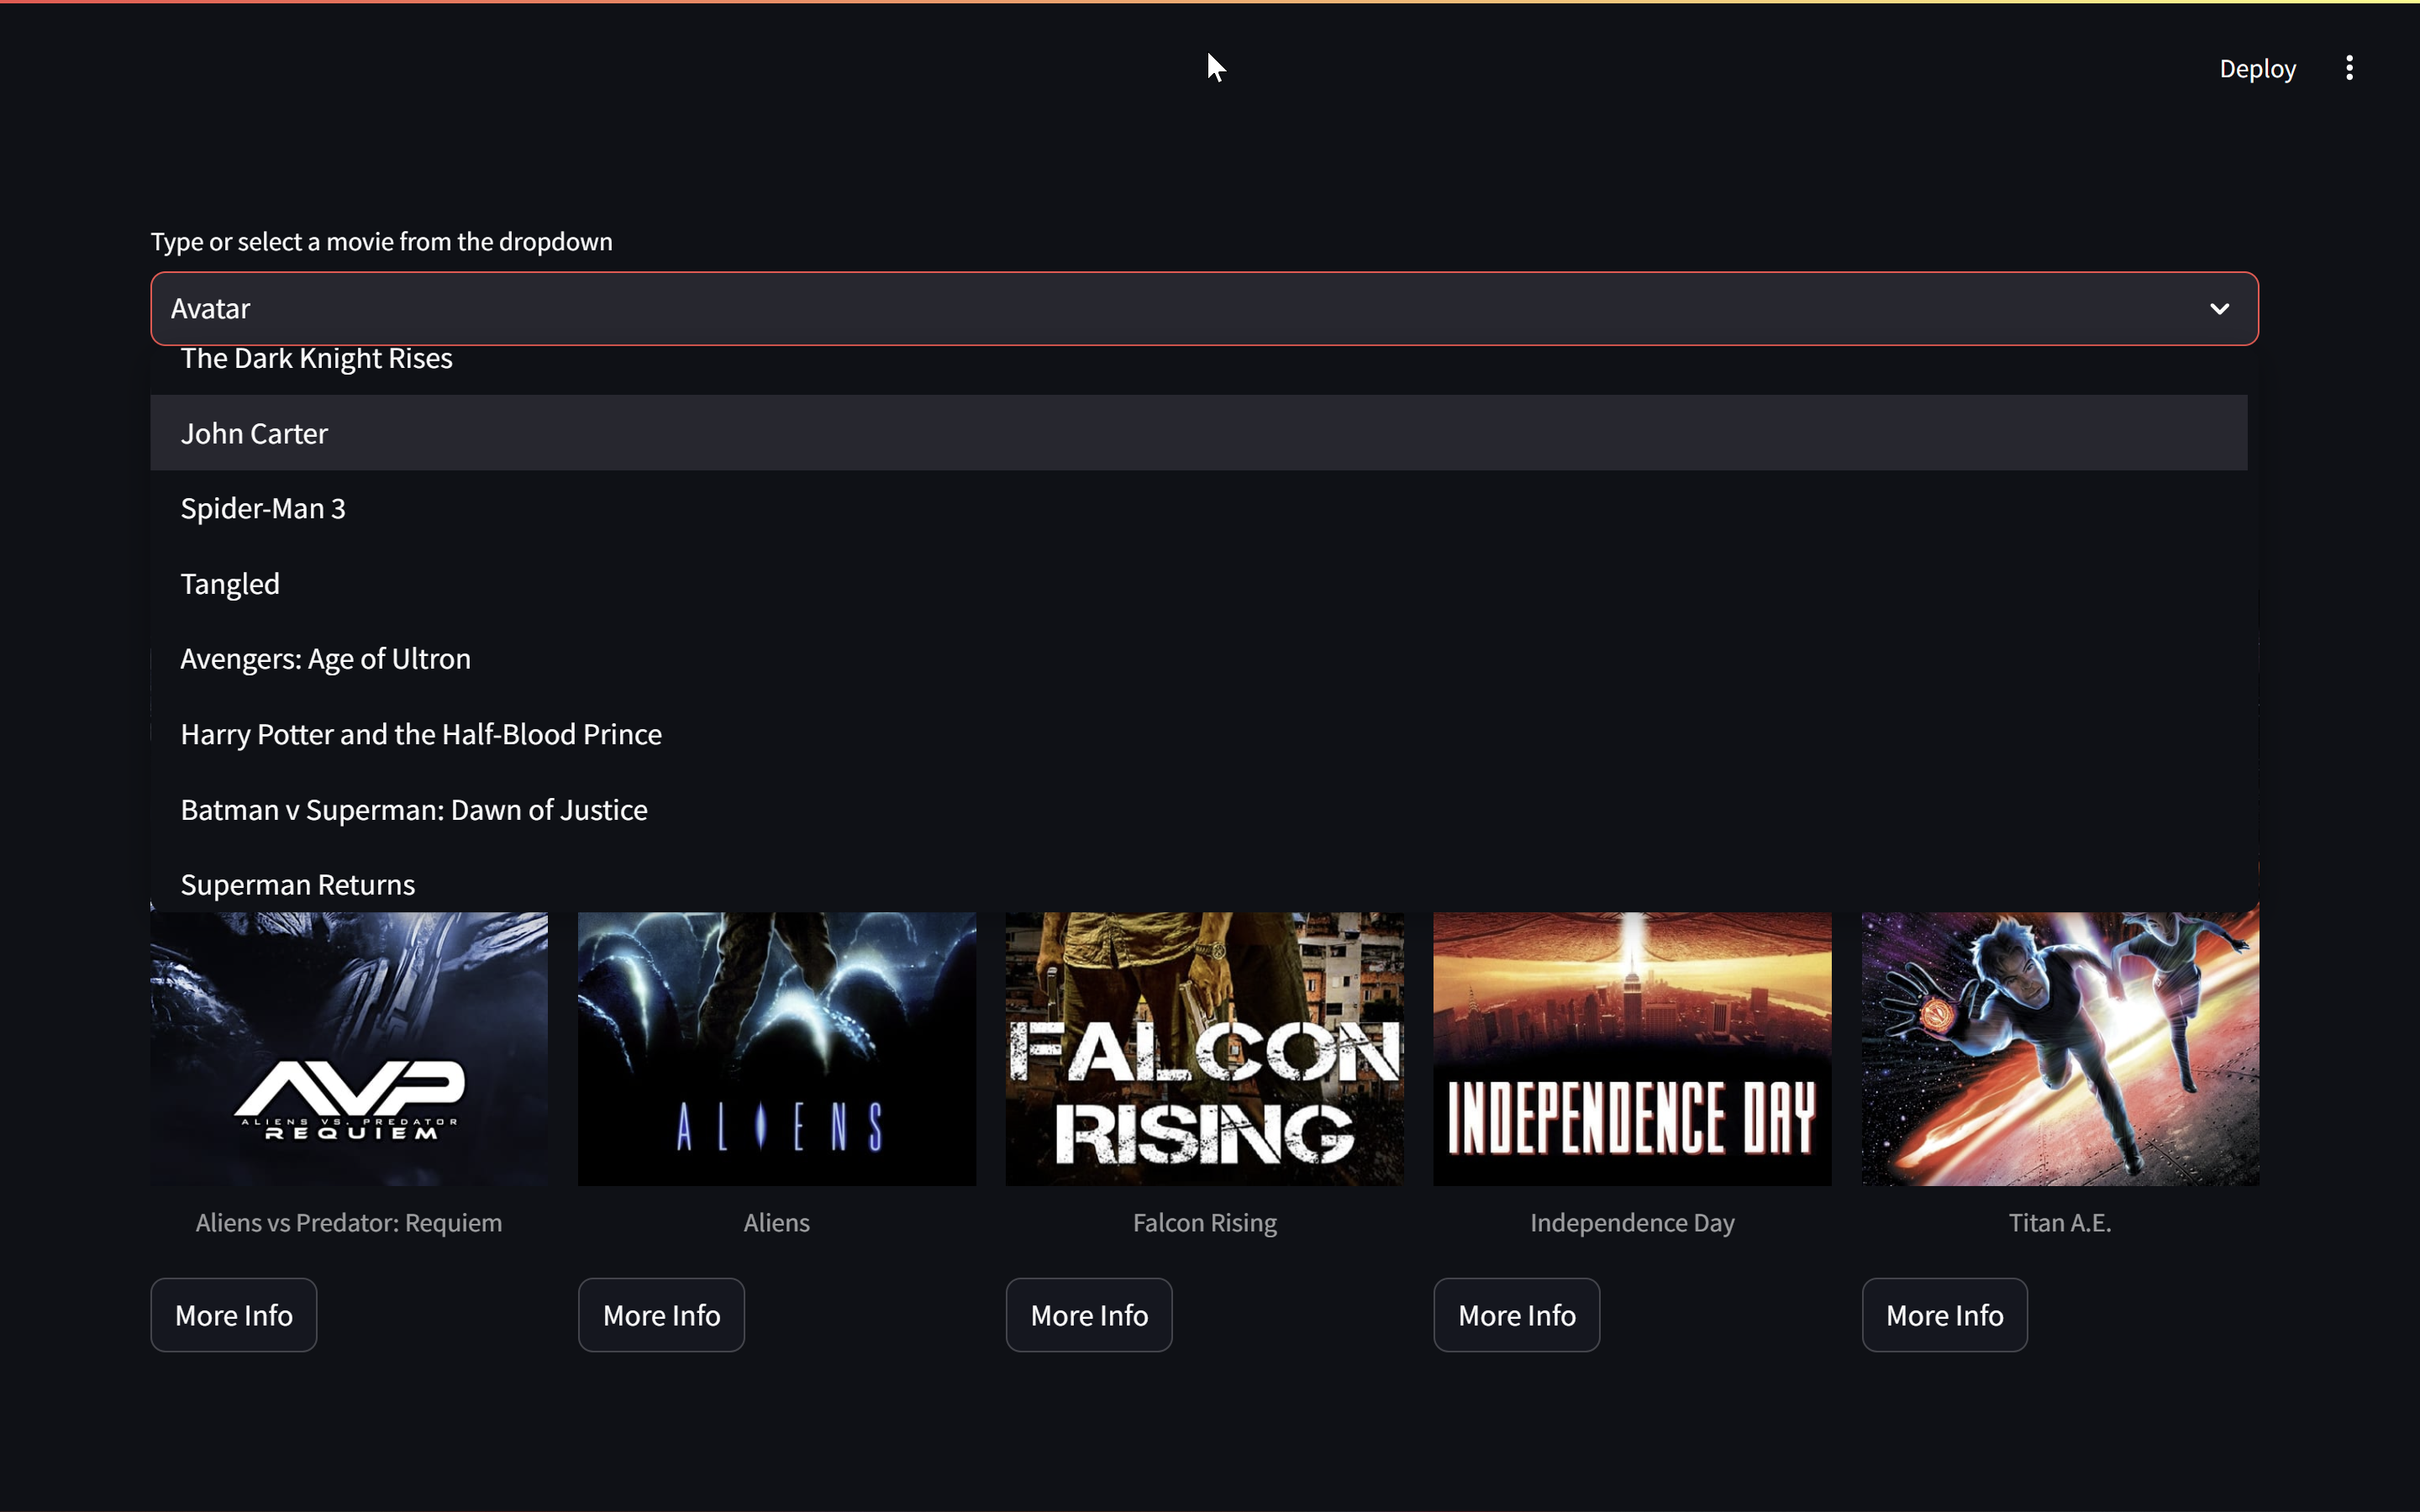 Deploy
Type or select a movie from the dropdown
Avatar
The Dark Knight Rises
John Carter
Spider-Man 3
Tangled
Avengers: Age of Ultron
Harry Potter and the Half-Blood Prince
Batman v Superman: Dawn of Justice
Superman Returns
AVP
ALIENS VS. PREDATOR
REQUIEM
ALIENS
FALCON
RISING
INDEPENDENCE DAY
Aliens vs Predator: Requiem
Aliens
Falcon Rising
Independence Day
Titan A.E.
More Info
More Info
More Info
More Info
More Info